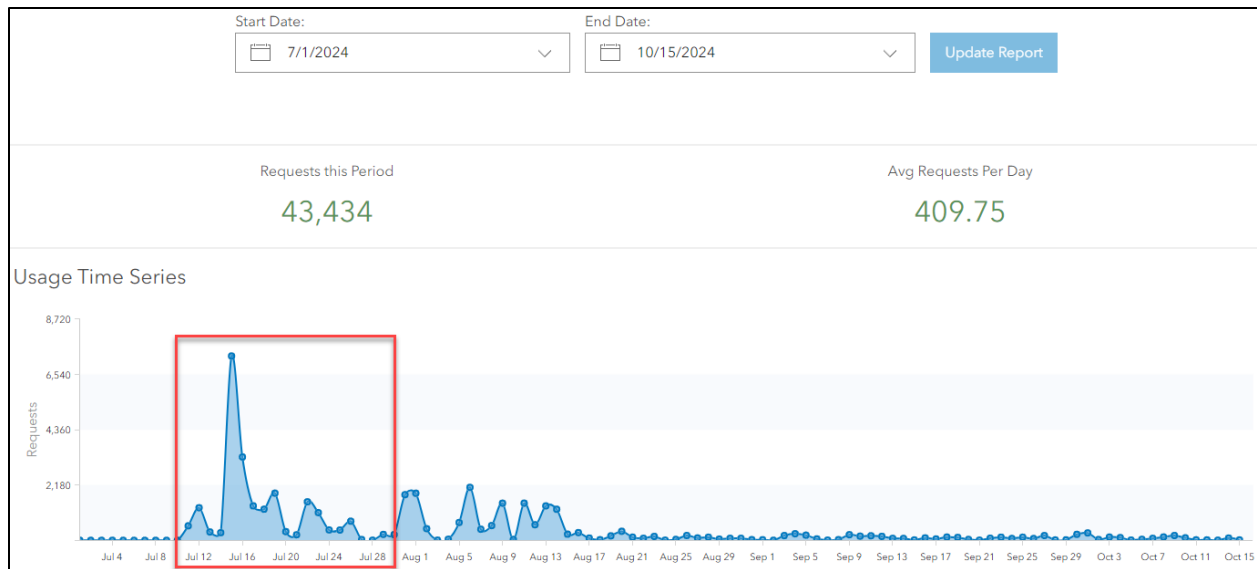 Start Date:
End Date:
7/1/2024
10/15/2024
Update Report
Requests this Period
Avg Requests Per Day
43,434
409.75
Usage Time Series
8,720
6,540
4,360
2,180
Requests
Jul 4 Jul 8 Jul 12 Jul 16 Jul 20 Jul 24 Jul 28 Aug 1 Aug 5 Aug 9 Aug 13 Aug 17 Aug 21 Aug 25 Aug 29 Sep 1 Sep 5 Sep 9 Sep 13 Sep 17 Sep 21 Sep 25 Sep 29 Oct 3 Oct 7 Oct 11 Oct 15